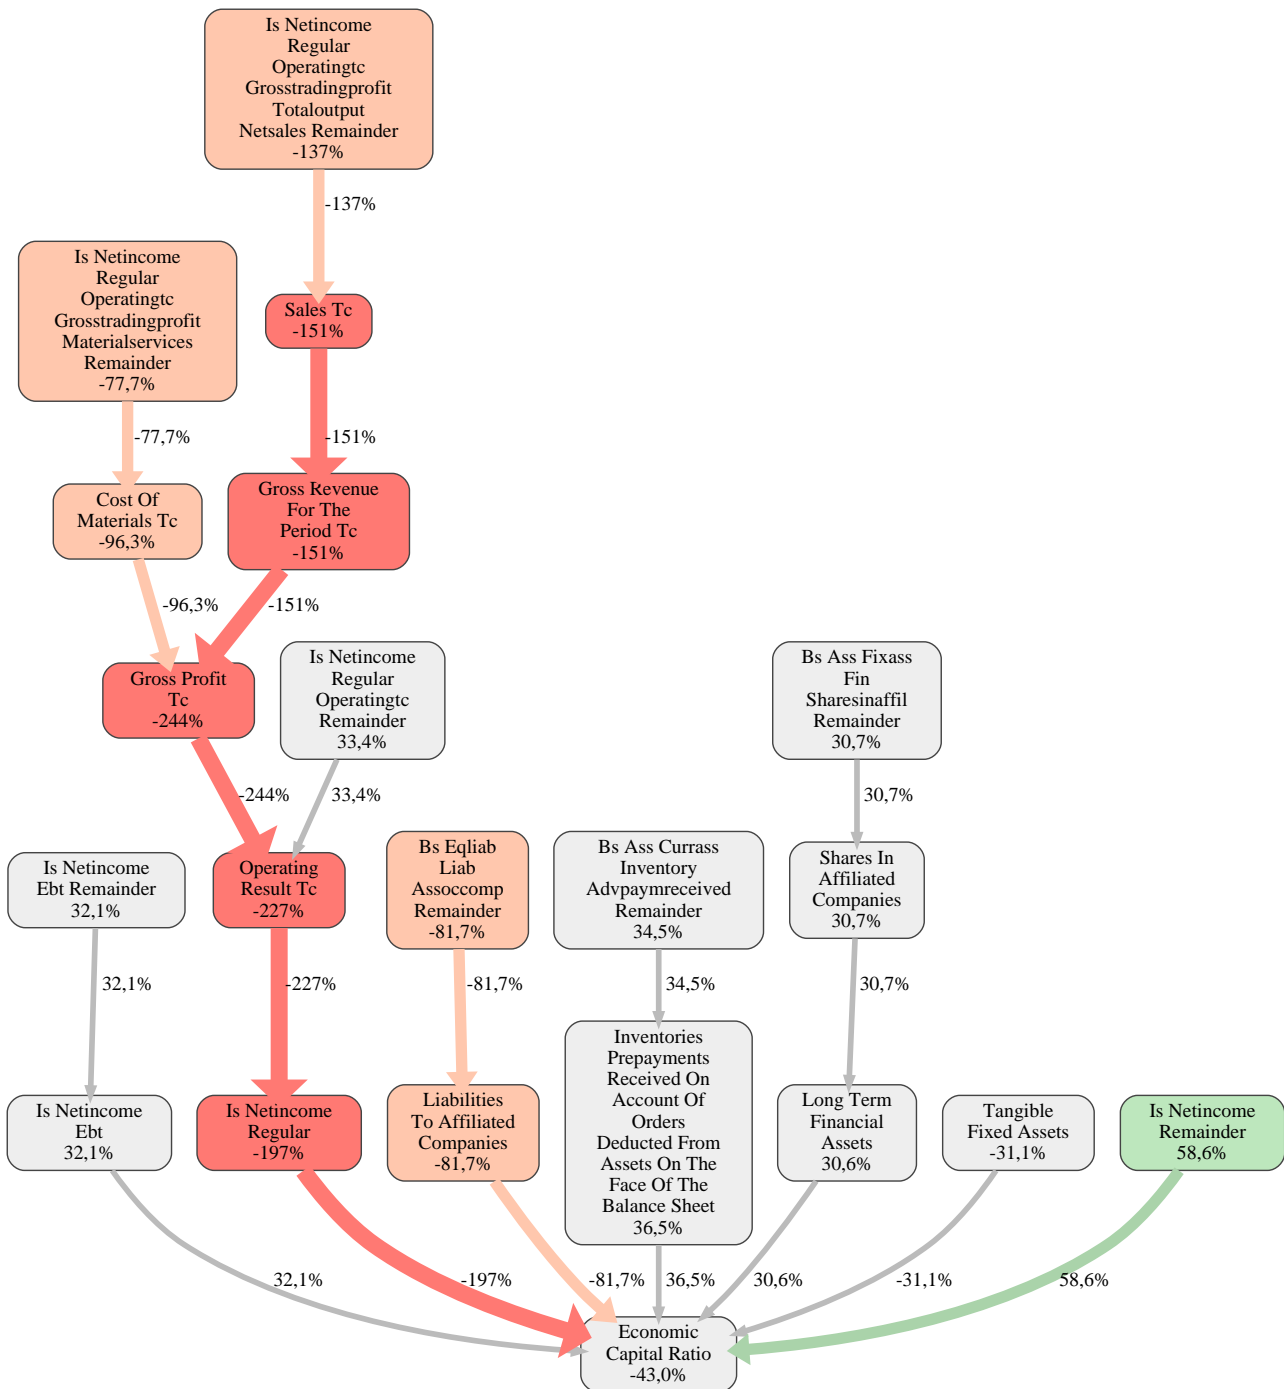 Is Netincome
Regular
Operatingtc
Grosstradingprofit
Totaloutput
Netsales Remainder
-137%
-137%
Is Netincome
Regular
Operatingtc
Grosstradingprofit
Materialservices
Remainder
-77,7%
Sales Tc
-151%
-77,7%
-151%
Cost Of
Materials Tc
-96,3%
Gross Revenue
For The
Period Tc
-151%
-96,3%
-151%
Gross Profit
Tc
-244%
Is Netincome
Regular
Operatingtc
Remainder
33,4%
Bs Ass Fixass
Fin
Sharesinaffil
Remainder
30,7%
-244%
33,4%
30,7%
Is Netincome
Ebt Remainder
32,1%
Operating
Result Tc
-227%
Bs Eqliab
Liab
Assoccomp
Remainder
-81,7%
Bs Ass Currass
Inventory
Advpaymreceived
Remainder
34,5%
Shares In
Affiliated
Companies
30,7%
32,1%
-227%
-81,7%
34,5%
30,7%
Is Netincome
Ebt
32,1%
Is Netincome
Regular
-197%
Liabilities
To Affiliated
Companies
-81,7%
Inventories
Prepayments
Received On
Account Of
Orders
Deducted From
Assets On The
Face Of The
Balance Sheet
36,5%
Long Term
Financial
Assets
30,6%
Tangible
Fixed Assets
-31,1%
Is Netincome
Remainder
58,6%
32,1%
-197%
-81,7%
36,5%
30,6%
-31,1%
58,6%
Economic
Capital Ratio
-43,0%